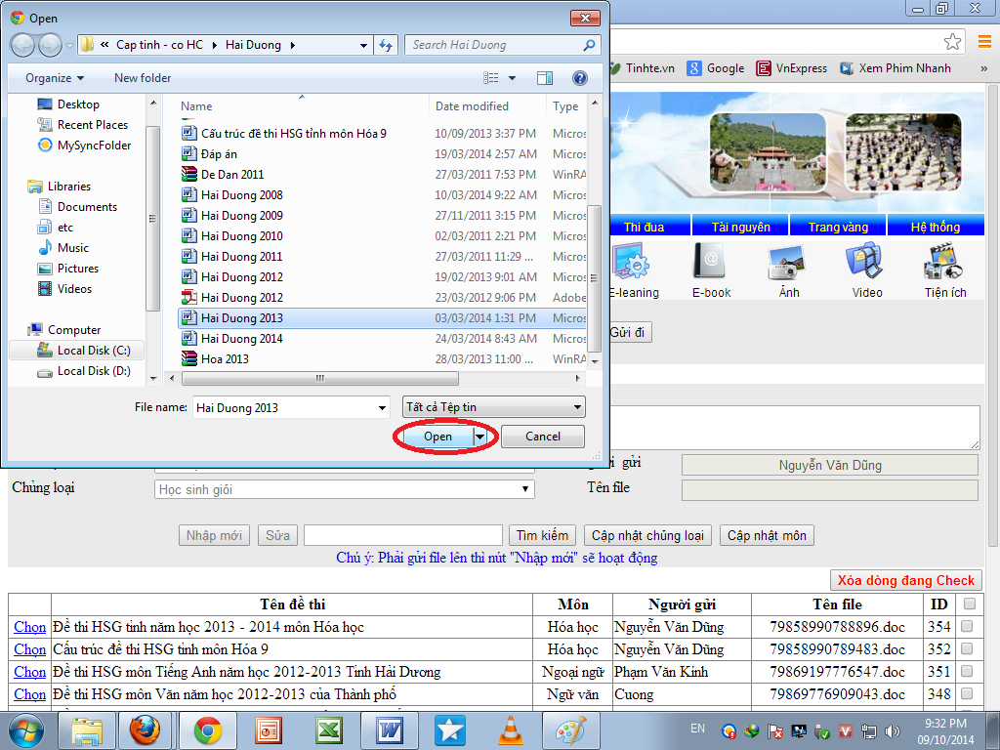 Open
« Cap tinh - co HC ▸ Hai Duong ▸
Search Hai Duong
Organize
New folder
Desktop
Recent Places
MySyncFolder
Libraries
Documents
etc
Music
Pictures
Videos
Computer
Local Disk (C:)
Local Disk (D:)
Name Date modified Type
Cấu trúc đề thi HSG tỉnh môn Hóa 9 10/09/2013 3:37 PM Micros
Đáp án 19/03/2014 2:57 AM Micros
De Dan 2011 27/03/2011 7:53 PM WinRA
Hai Duong 2008 10/03/2014 9:22 AM Micros
Hai Duong 2009 27/11/2011 3:15 PM Micros
Hai Duong 2010 02/03/2011 2:21 PM Micros
Hai Duong 2011 27/03/2011 11:29 ... Micros
Hai Duong 2012 19/02/2013 9:01 AM Micros
Hai Duong 2012 23/03/2012 9:06 PM Adobe
Hai Duong 2013 03/03/2014 1:31 PM Micros
Hai Duong 2014 24/03/2014 8:43 AM Micros
Hoa 2013 28/03/2013 11:00 ... WinRA
File name: Hai Duong 2013
Tất cả Tệp tin
Open
Cancel
Tinhte.vn Google VnExpress Xem Phim Nhanh »
Thi đua Tài nguyên Trang vàng Hệ thống
E-leaning E-book Ảnh Video Tiện ích
Gửi đi
gửi Nguyễn Văn Dũng
Chủng loại Học sinh giỏi Tên file
Nhập mới Sửa Tìm kiếm Cập nhật chủng loại Cập nhật môn
Chú ý: Phải gửi file lên thì nút "Nhập mới" sẽ hoạt động
Xóa dòng đang Check
Tên đề thi Môn Người gửi Tên file ID
Chọn Đề thi HSG tỉnh năm học 2013 - 2014 môn Hóa học Hóa học Nguyễn Văn Dũng 79858990788896.doc 354
Chọn Cấu trúc đề thi HSG tỉnh môn Hóa 9 Hóa học Nguyễn Văn Dũng 79858990789483.doc 352
Chọn Đề thi HSG môn Tiếng Anh năm học 2012-2013 Tỉnh Hải Dương Ngoại ngữ Phạm Văn Kính 79869197776547.doc 351
Chọn Đề thi HSG môn Văn năm học 2012-2013 của Thành phố Ngữ văn Cuong 79869776909043.doc 348
EN
9:32 PM
09/10/2014